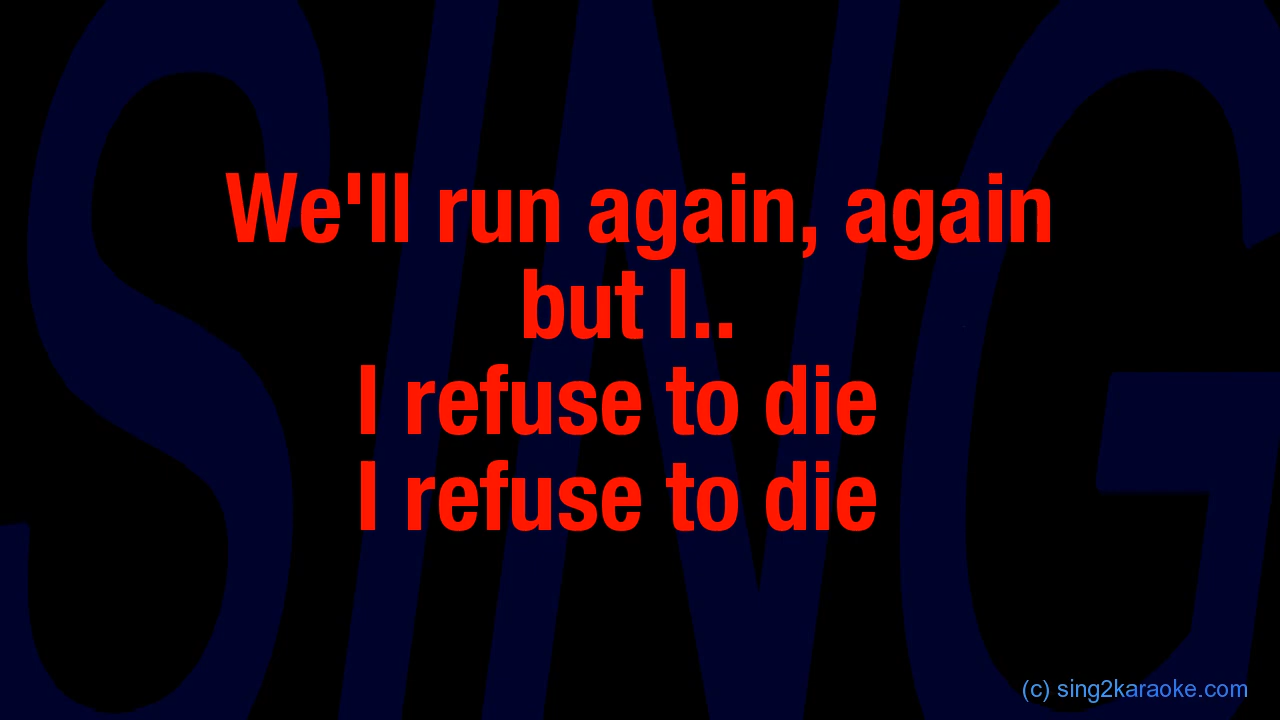 SING
We'll run again, again
but I..
I refuse to die
I refuse to die
(c) sing2karaoke.com